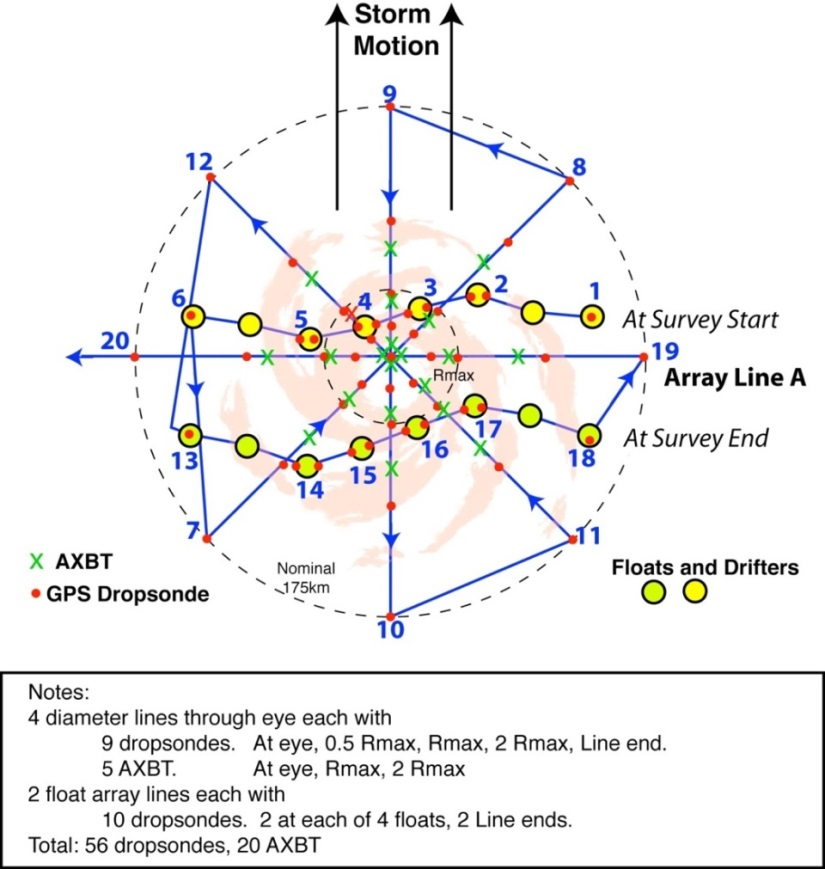 Storm
Motion
9
8
12
6
5
4
3
2
1
At Survey Start
20
19
Rmax
Array Line A
At Survey End
13
14
15
16
17
18
7
11
X AXBT
GPS Dropsonde
Nominal
175km
Floats and Drifters
10
Notes:
4 diameter lines through eye each with
9 dropsondes. At eye, 0.5 Rmax, Rmax, 2 Rmax, Line end.
5 AXBT. At eye, Rmax, 2 Rmax
2 float array lines each with
10 dropsondes. 2 at each of 4 floats, 2 Line ends.
Total: 56 dropsondes, 20 AXBT